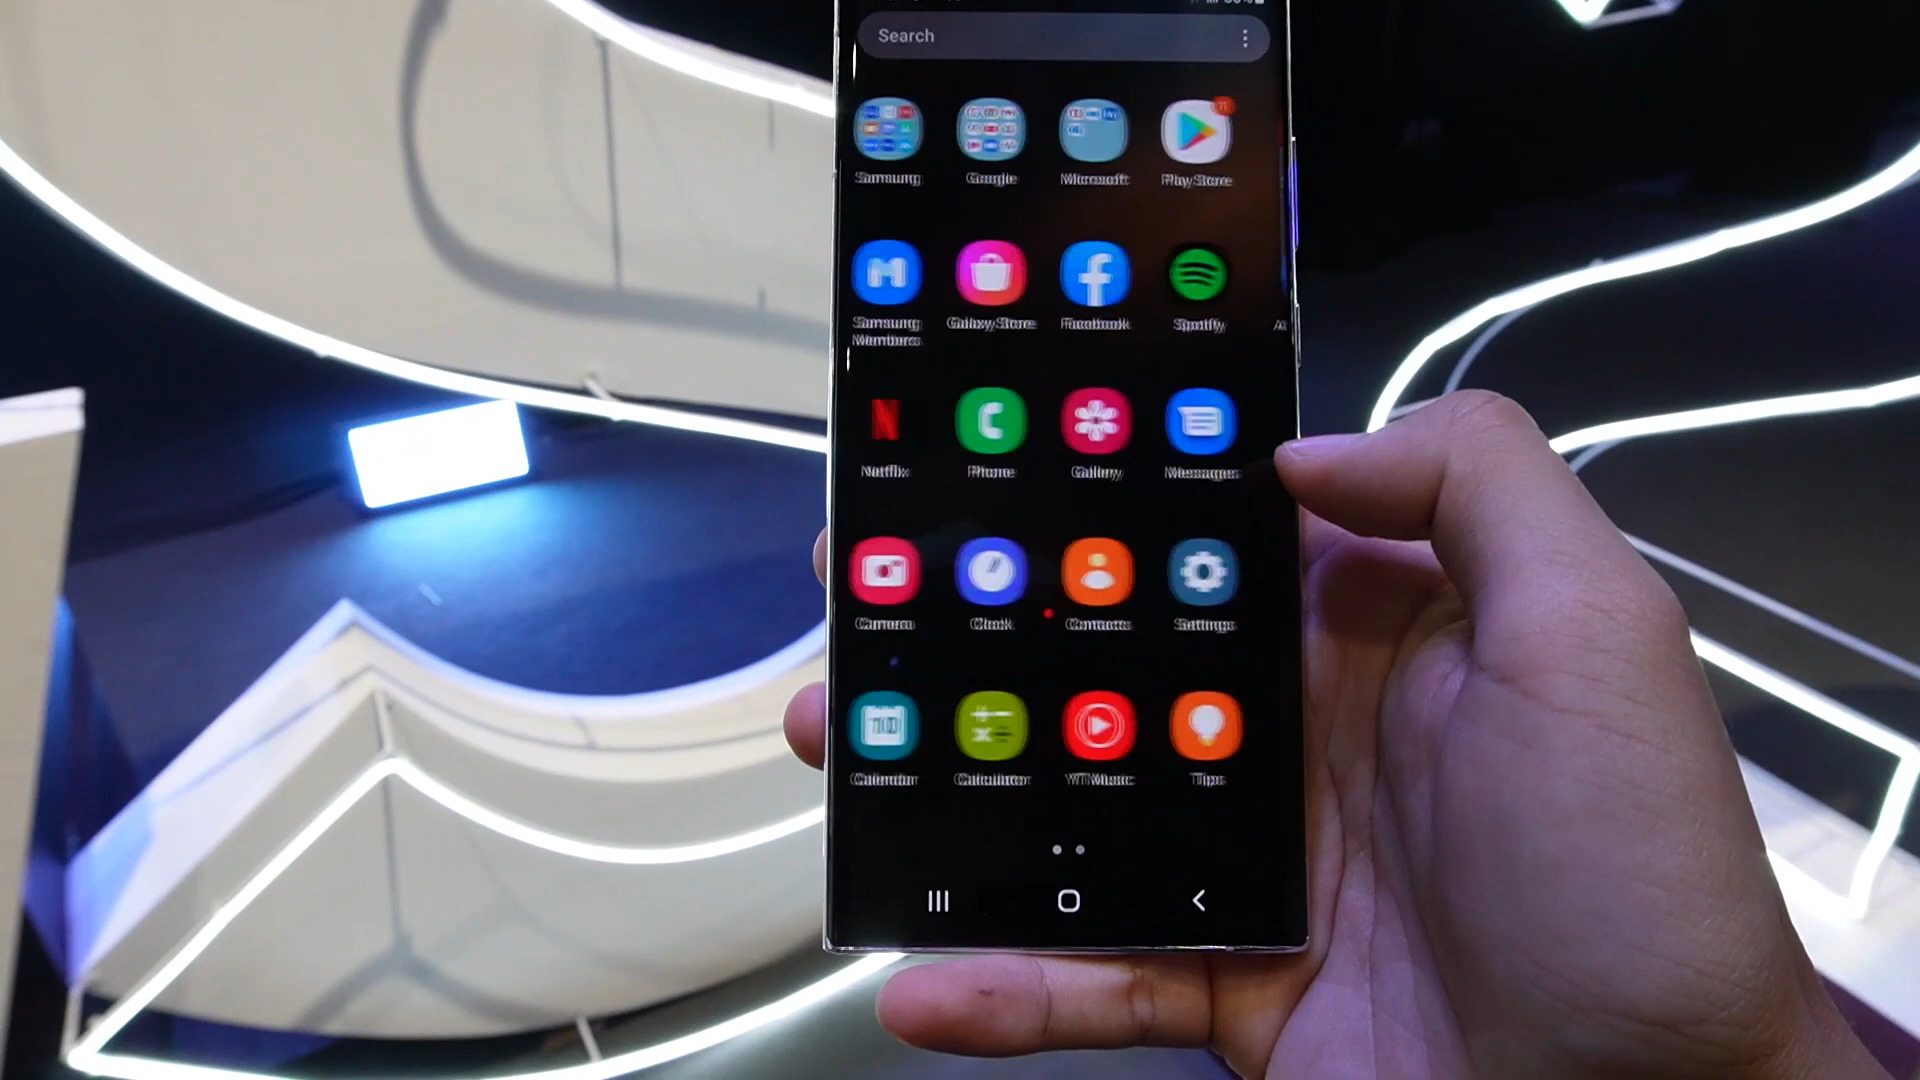 Search
Samsung Google Microsoft Play Store
Samsung Galaxy Store Facebook Spotify
Members
N
Netflix Phone Gallery Messages
Camera Clock Contacts Settings
10
Calendar Calculator YT Music Tips